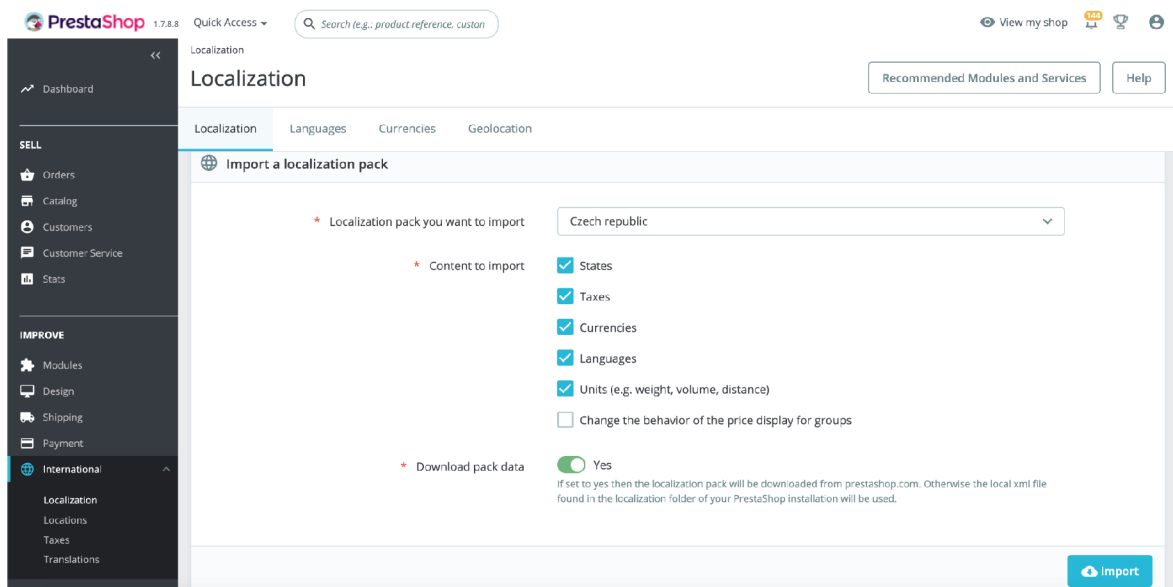 PrestaShop 1.7.8.8 Quick Access Search (e.g.: product reference, custon View my shop 144
Localization
Localization
Recommended Modules and Services Help
Localization Languages Currencies Geolocation
Dashboard
SELL
Orders
Catalog
Customers
Customer Service
Stats
IMPROVE
Modules
Design
Shipping
Payment
International
Localization
Locations
Taxes
Translations
Import a localization pack
* Localization pack you want to import Czech republic
* Content to import States
Taxes
Currencies
Languages
Units (e.g. weight, volume, distance)
Change the behavior of the price display for groups
* Download pack data Yes
If set to yes then the localization pack will be downloaded from prestashop.com. Otherwise the local xml file
found in the localization folder of your PrestaShop installation will be used.
Import